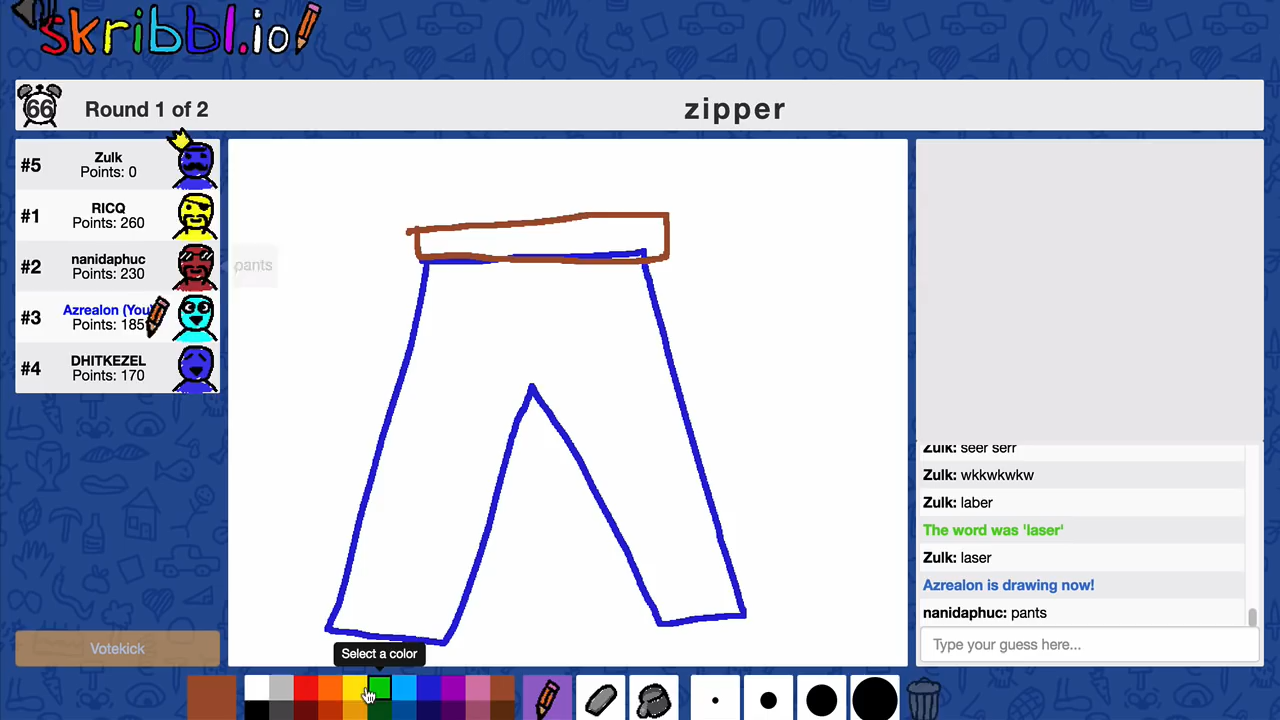 skribbl.io
66
Round 1 of 2
zipper
#5
Zulk
Points: 0
#1
RICQ
Points: 260
#2
nanidaphuc
Points: 230
pants
#3
Azrealon (You)
Points: 185
#4
DHITKEZEL
Points: 170
Zulk: seer serr
Zulk: wkkwkwkw
Zulk: laber
The word was 'laser'
Zulk: laser
Azrealon is drawing now!
nanidaphuc: pants
Type your guess here...
Votekick
Select a color